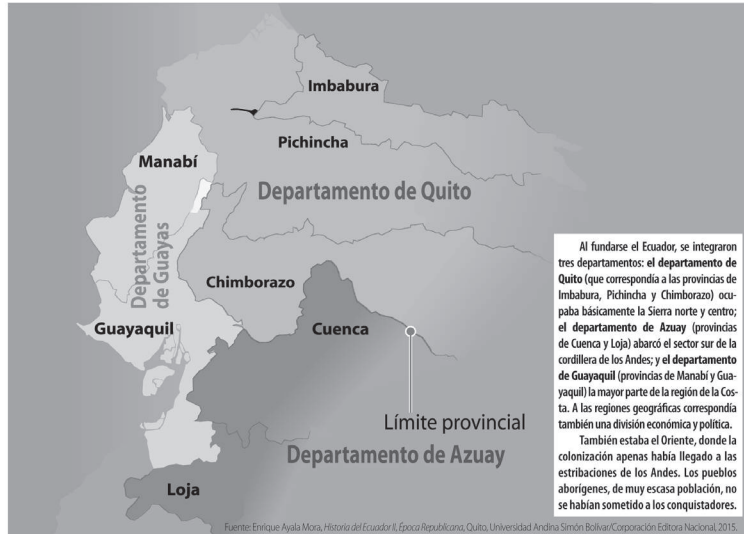 Imbabura
Pichincha
Manabí
Departamento de Quito
Departamento
de Guayas
Chimborazo
Guayaquil
Cuenca
Límite provincial
Departamento de Azuay
Loja
Al fundarse el Ecuador, se integraron
tres departamentos: el departamento de
Quito (que correspondía a las provincias de
Imbabura, Pichincha y Chimborazo) ocu-
paba básicamente la Sierra norte y centro;
el departamento de Azuay (provincias
de Cuenca y Loja) abarcó el sector sur de la
cordillera de los Andes; y el departamento
de Guayaquil (provincias de Manabí y Gua-
yaquil) la mayor parte de la región de la Cos-
ta. A las regiones geográficas correspondía
también una división económica y política.
También estaba el Oriente, donde la
colonización apenas había llegado a las
estribaciones de los Andes. Los pueblos
aborígenes, de muy escasa población, no
se habían sometido a los conquistadores.
Fuente: Enrique Ayala Mora, Historia del Ecuador II, Epoca Republicana, Quito, Universidad Andina Simón Bolívar/Corporación Editora Nacional, 2015.